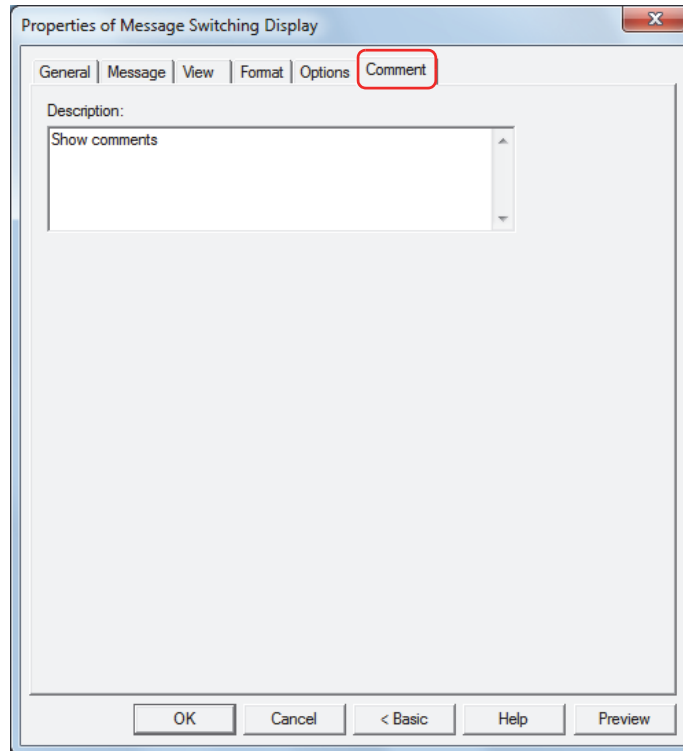 Properties of Message Switching Display
x
General Message View Format Options Comment
Description:
Show comments
OK Cancel < Basic Help Preview